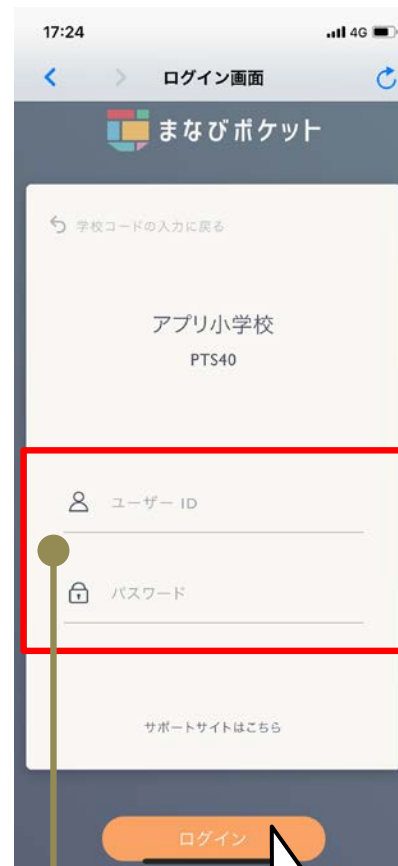 17:24 4G
ログイン画面
まなびポケット
学校コードの入力に戻る
アプリ小学校
PTS40
ユーザー ID
パスワード
サポートサイトはこちら
ログイン